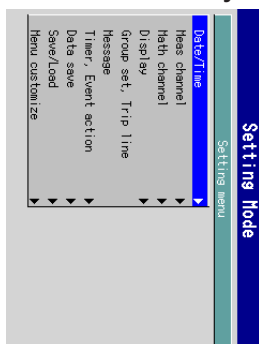 Setting Mode
Setting menu
Date/Time
Meas channel
Math channel
Display
Group set, Trip line
Message
Timer, Event action
Data save
Save/Load
Menu customize